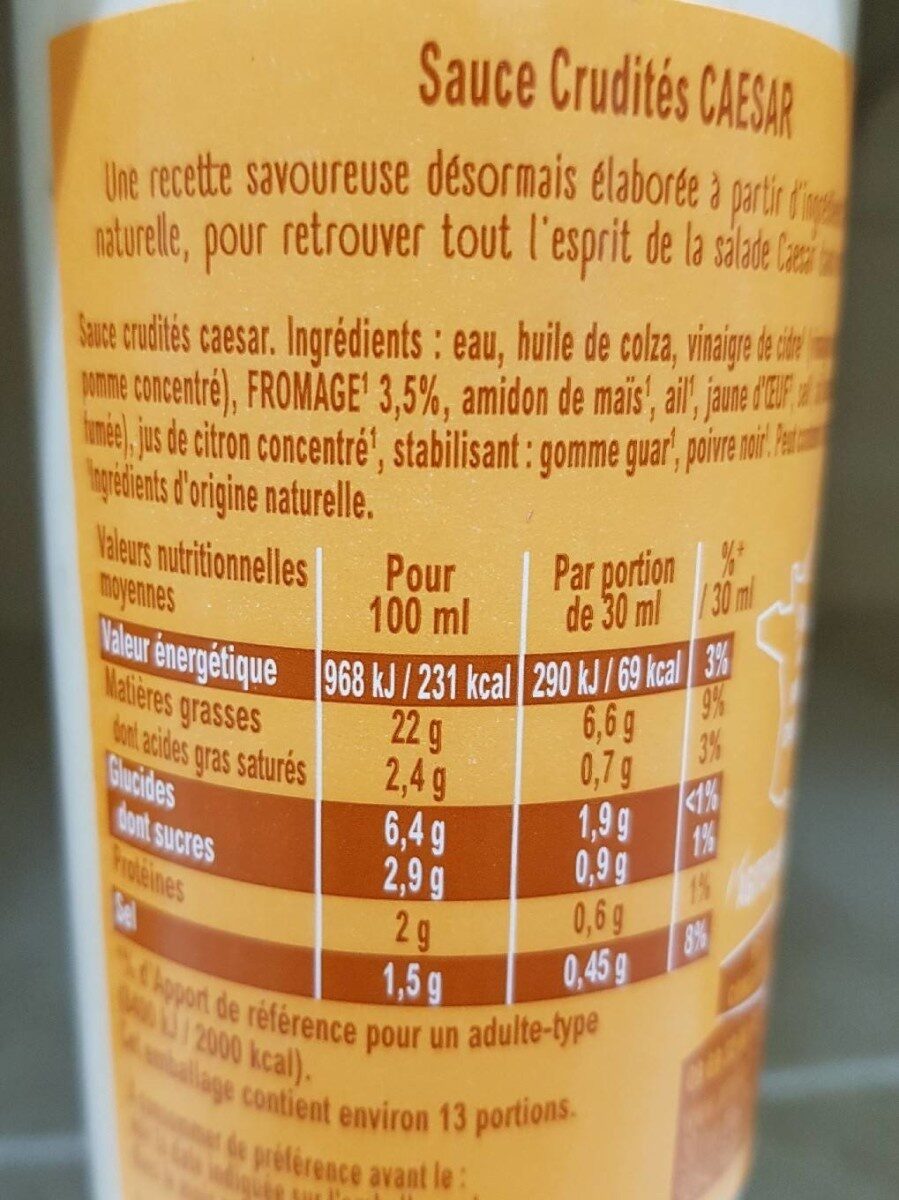 Sauce Crudités CAESAR
Une recette savoureuse désormais élaborée à partir
naturelle, pour retrouver tout l'esprit de la salade Caesar
Sauce crudités caesar. Ingrédients : eau, huile de colza, vinaigre de cidre¹
pomme concentré), FROMAGE¹ 3,5%, amidon de maïs¹, ail¹, jaune d'ŒUF¹, sel
fumée), jus de citron concentré¹, stabilisant : gomme guar¹, poivre noir¹. Peut
¹Ingrédients d'origine naturelle.
Valeurs nutritionnelles moyennes | Pour 100 ml | Par portion de 30 ml | %+ / 30 ml
Valeur énergétique 968 kJ / 231 kcal 290 kJ / 69 kcal 3%
Matières grasses 22 g 6,6 g 9%
dont acides gras saturés 2,4 g 0,7 g 3%
Glucides 6,4 g 1,9 g <1%
dont sucres 2,9 g 0,9 g 1%
Protéines 2 g 0,6 g 1%
Sel 1,5 g 0,45 g 8%
d'Apport de référence pour un adulte-type
kJ / 2000 kcal).
Cet emballage contient environ 13 portions.
A consommer de préférence avant le :